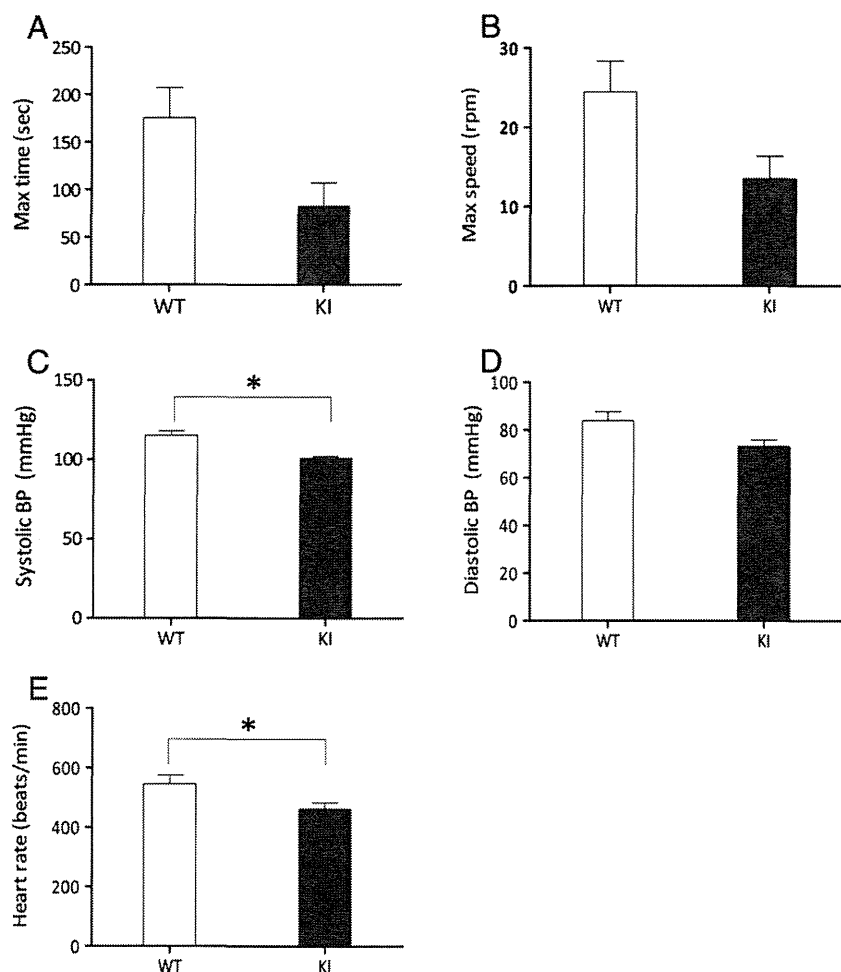 A
Max time (sec)
250
200
150
100
50
0
WT KI
B
Max speed (rpm)
30
20
10
0
WT KI
C
Systolic BP (mmHg)
150
100
50
0
*
WT KI
D
Diastolic BP (mmHg)
100
80
60
40
20
0
WT KI
E
Heart rate (beats/min)
800
600
400
200
0
*
WT KI